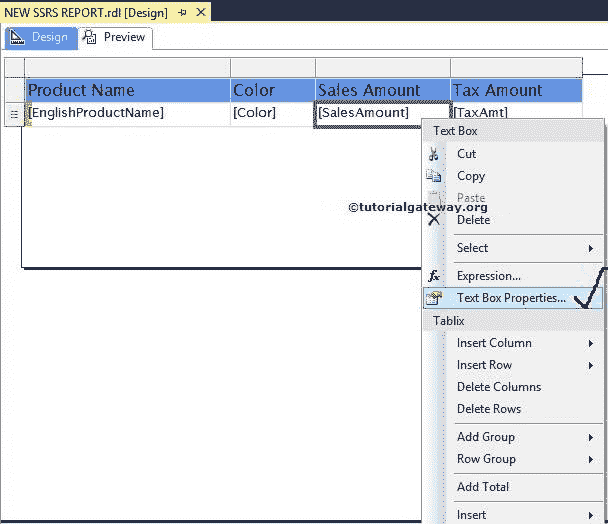 NEW SSRS REPORT.rdl [Design]
Design Preview
Product Name Color Sales Amount Tax Amount
[EnglishProductName] [Color] [SalesAmount] [TaxAmt]
Text Box
Cut
Copy
Paste
©tutorialgateway.org
Delete
Select
fx Expression...
Text Box Properties...
Tablix
Insert Column
Insert Row
Delete Columns
Delete Rows
Add Group
Row Group
Add Total
Insert